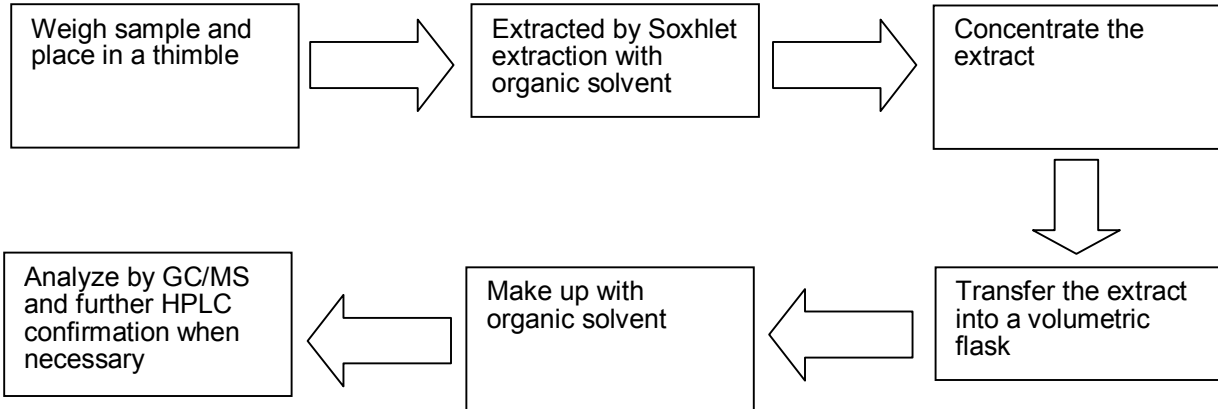 Weigh sample and
place in a thimble
Extracted by Soxhlet
extraction with
organic solvent
Concentrate the
extract
Transfer the extract
into a volumetric
flask
Make up with
organic solvent
Analyze by GC/MS
and further HPLC
confirmation when
necessary